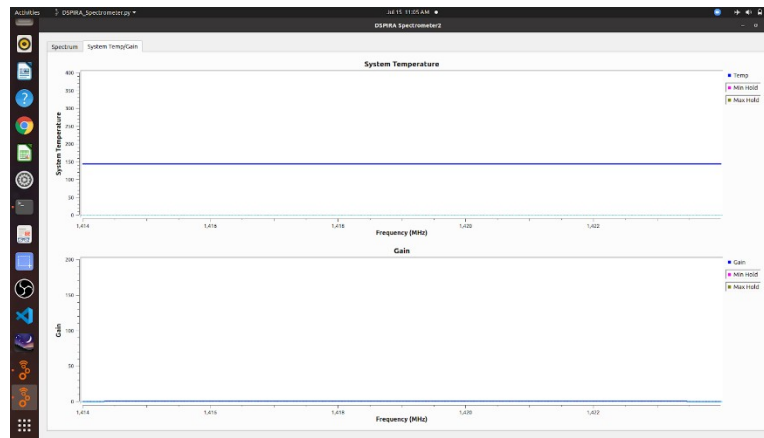 Activities
DSPIRA_Spectrometer.py
Jul 15 11:05 AM
DSPIRA Spectrometer2
Spectrum
System Temp/Gain
System Temperature
System Temperature
400
350
300
250
200
150
100
50
0
1,414
1,416
1,418
1,420
1,422
Frequency (MHz)
Temp
Min Hold
Max Hold
Gain
Gain
200
150
100
50
0
1,414
1,416
1,418
1,420
1,422
Frequency (MHz)
Gain
Min Hold
Max Hold